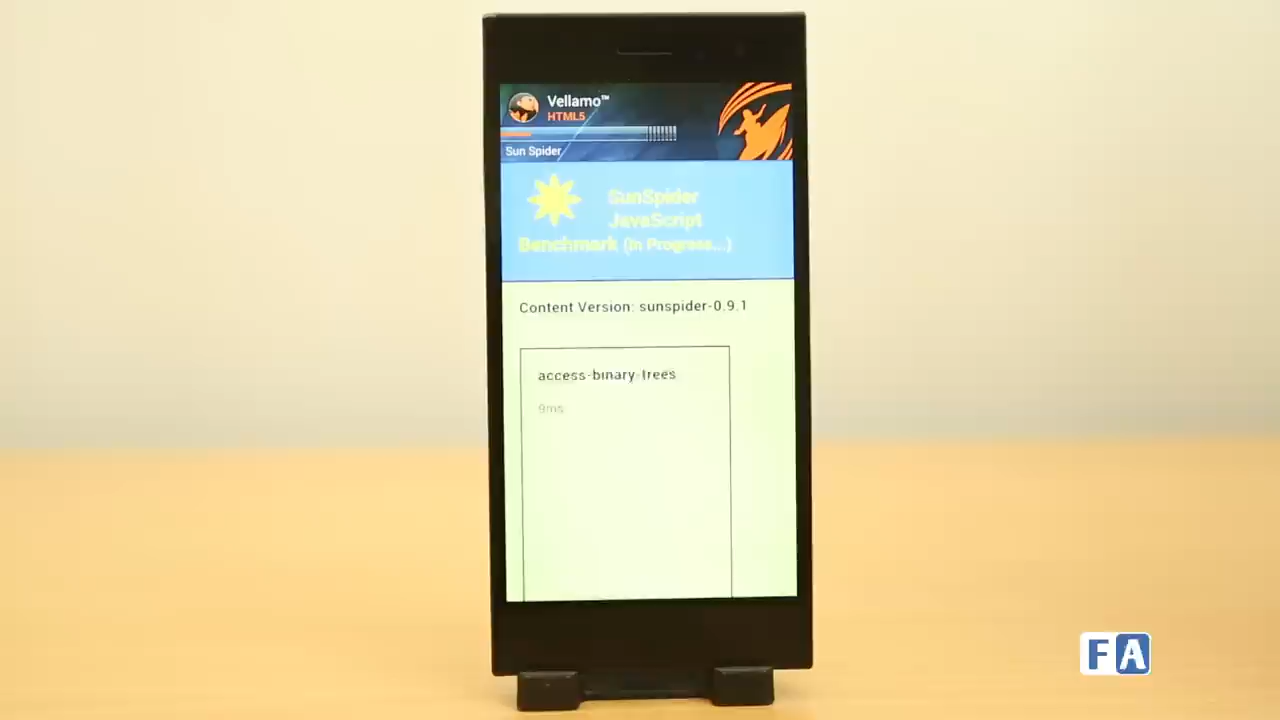 Vellamo™
HTML5
Sun Spider
SunSpider
JavaScript
Benchmark (In Progress...)
Content Version: sunspider-0.9.1
access-binary-trees
9ms
FA